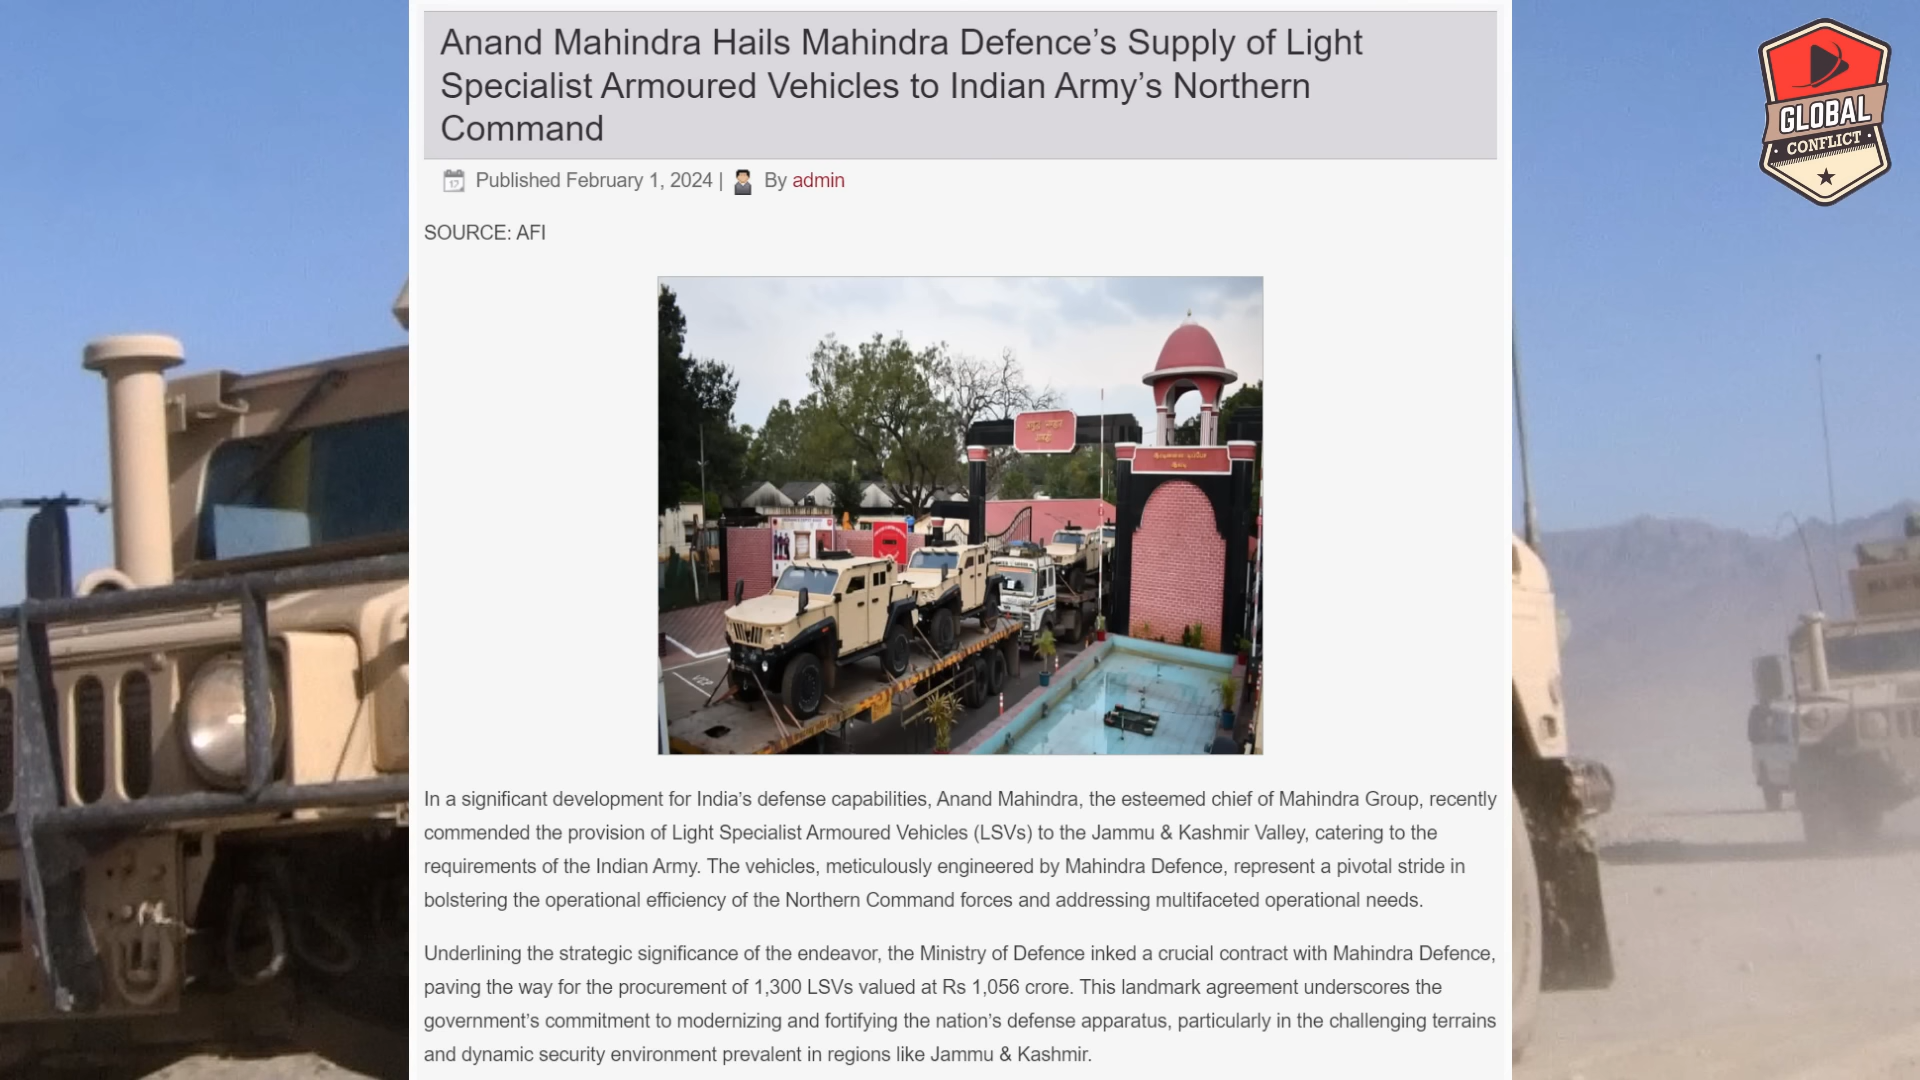 Anand Mahindra Hails Mahindra Defence’s Supply of Light
Specialist Armoured Vehicles to Indian Army’s Northern
Command
Published February 1, 2024 | By admin
SOURCE: AFI
In a significant development for India’s defense capabilities, Anand Mahindra, the esteemed chief of Mahindra Group, recently
commended the provision of Light Specialist Armoured Vehicles (LSVs) to the Jammu & Kashmir Valley, catering to the
requirements of the Indian Army. The vehicles, meticulously engineered by Mahindra Defence, represent a pivotal stride in
bolstering the operational efficiency of the Northern Command forces and addressing multifaceted operational needs.
Underlining the strategic significance of the endeavor, the Ministry of Defence inked a crucial contract with Mahindra Defence,
paving the way for the procurement of 1,300 LSVs valued at Rs 1,056 crore. This landmark agreement underscores the
government’s commitment to modernizing and fortifying the nation’s defense apparatus, particularly in the challenging terrains
and dynamic security environment prevalent in regions like Jammu & Kashmir.
GLOBAL
CONFLICT